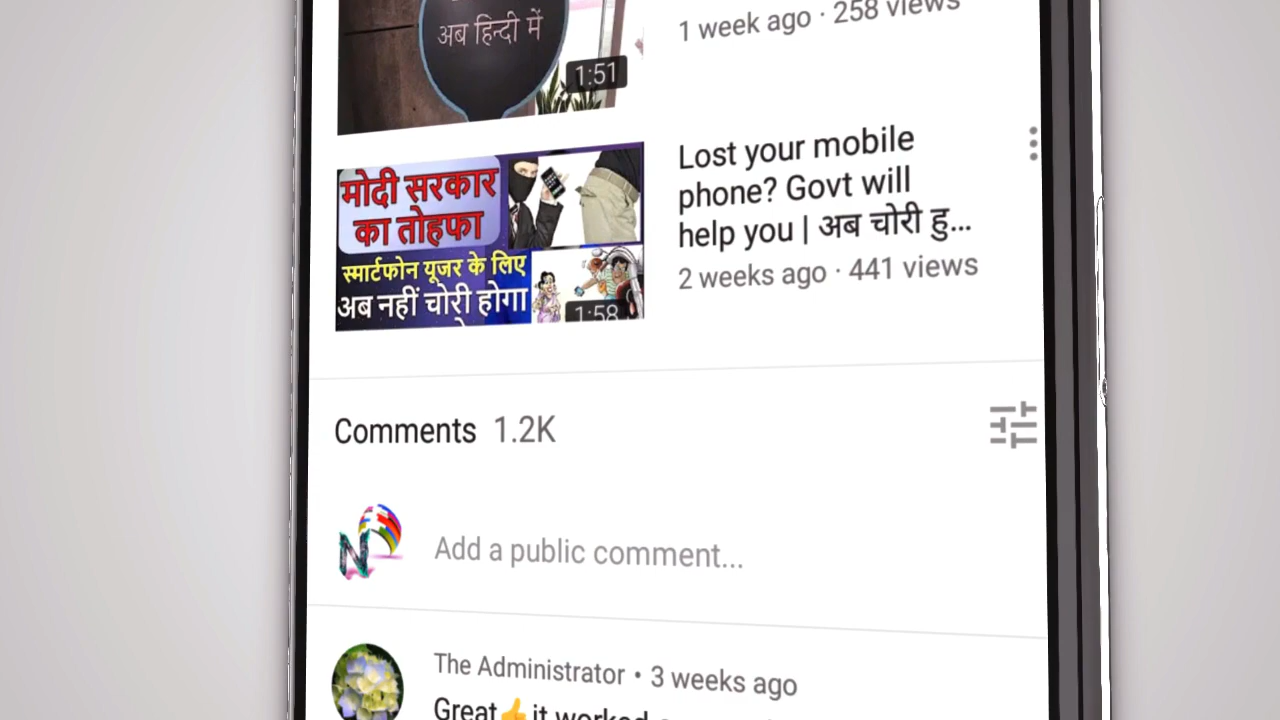 अब हिन्दी में
1:51
1 week ago · 258 views
मोदी सरकार
का तोहफा
स्मार्टफोन यूजर के लिए
अब नहीं चोरी होगा
1:58
Lost your mobile
phone? Govt will
help you | अब चोरी हु...
2 weeks ago · 441 views
Comments 1.2K
N
Add a public comment...
The Administrator • 3 weeks ago
Great👍it worked